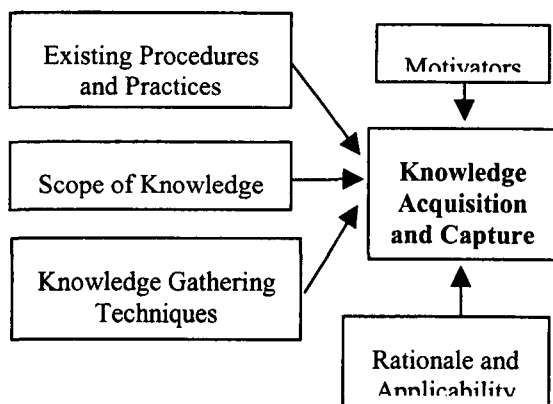 Existing Procedures
and Practices
Motivators
Scope of Knowledge
Knowledge
Acquisition
and Capture
Knowledge Gathering
Techniques
Rationale and
Applicability